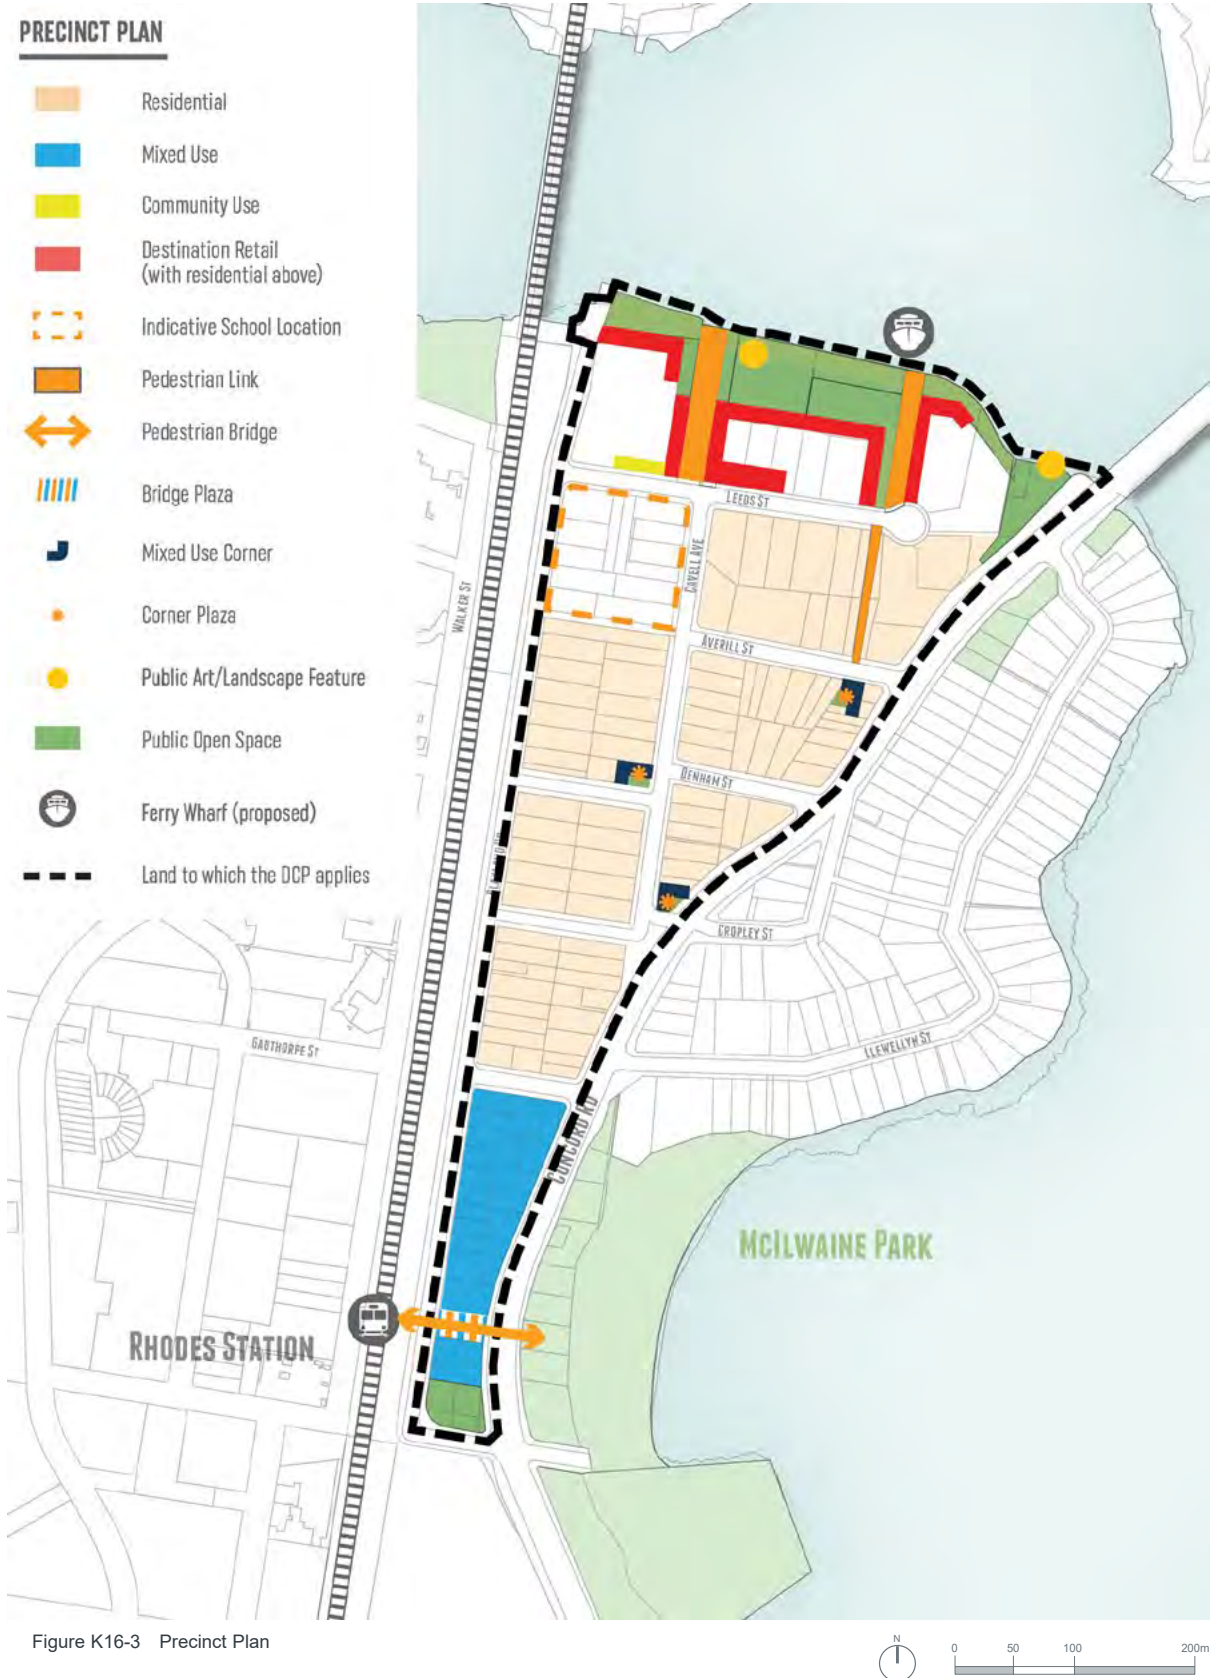 PRECINCT PLAN
Residential
Mixed Use
Community Use
Destination Retail
(with residential above)
Indicative School Location
Pedestrian Link
Pedestrian Bridge
Bridge Plaza
Mixed Use Corner
Corner Plaza
Public Art/Landscape Feature
Public Open Space
Ferry Wharf (proposed)
Land to which the DCP applies
LEEDS ST
CAVELL AVE
WALKER ST
AVERILL ST
DENHAM ST
CROPLEY ST
GAUTHORPE ST
LLEWELLYN ST
CONCORD RD
MCILWAINE PARK
RHODES STATION
Figure K16-3 Precinct Plan
N
0 50 100 200m